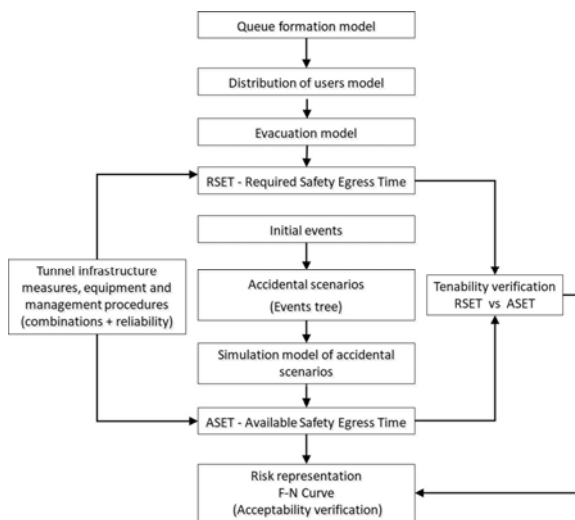 Queue formation model
Distribution of users model
Evacuation model
RSET - Required Safety Egress Time
Initial events
Tunnel infrastructure
measures, equipment and
management procedures
(combinations + reliability)
Accidental scenarios
(Events tree)
Tenability verification
RSET vs ASET
Simulation model of accidental
scenarios
ASET - Available Safety Egress Time
Risk representation
F-N Curve
(Acceptability verification)